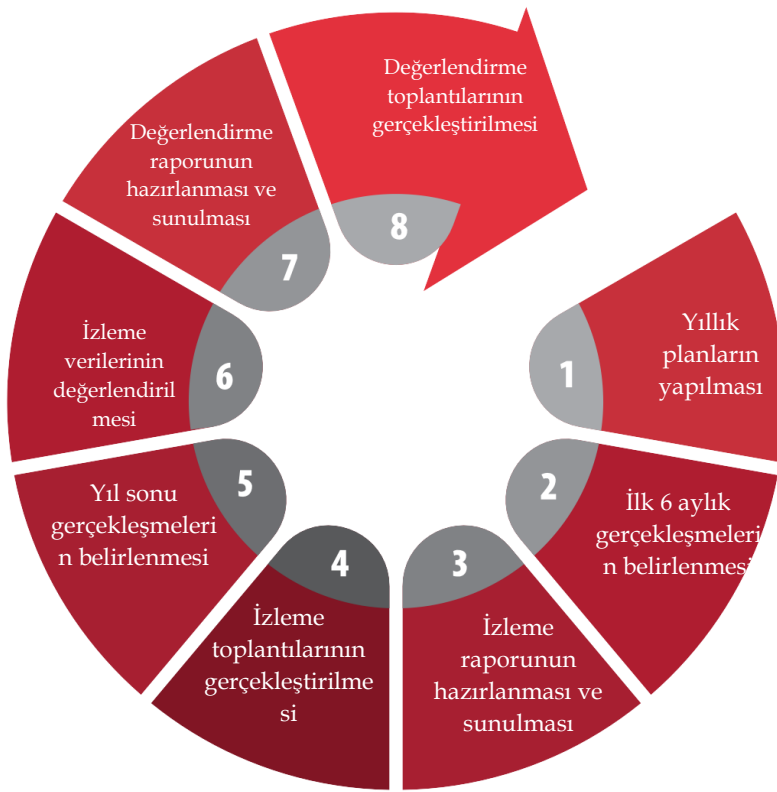 1
Yıllık
planların
yapılması
2
İlk 6 aylık
gerçekleşmeleri
n belirlenmesi
3
İzleme
raporunun
hazırlanması ve
sunulması
4
İzleme
toplantılarının
gerçekleştirilme
si
5
Yıl sonu
gerçekleşmeleri
n belirlenmesi
6
İzleme
verilerinin
değerlendiril
mesi
7
Değerlendirme
raporunun
hazırlanması ve
sunulması
8
Değerlendirme
toplantılarının
gerçekleştirilmesi